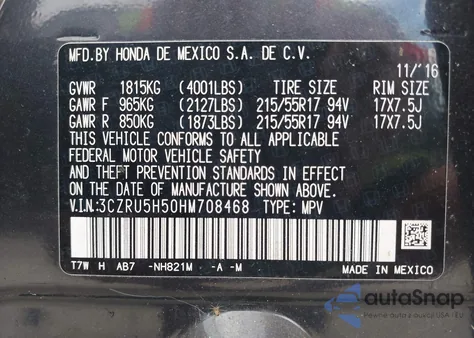 MFD.BY HONDA DE MEXICO S.A. DE C.V.
11/'16
GVWR 1815KG (4001LBS) TIRE SIZE RIM SIZE
GAWR F 965KG (2127LBS) 215/55R17 94V 17X7.5J
GAWR R 850KG (1873LBS) 215/55R17 94V 17X7.5J
THIS VEHICLE CONFORMS TO ALL APPLICABLE
FEDERAL MOTOR VEHICLE SAFETY
AND THEFT PREVENTION STANDARDS IN EFFECT
ON THE DATE OF MANUFACTURE SHOWN ABOVE.
V.I.N:3CZRU5H50HM708468 TYPE: MPV
T7W H AB7 -NH821M -A -M
MADE IN MEXICO
autaSnap